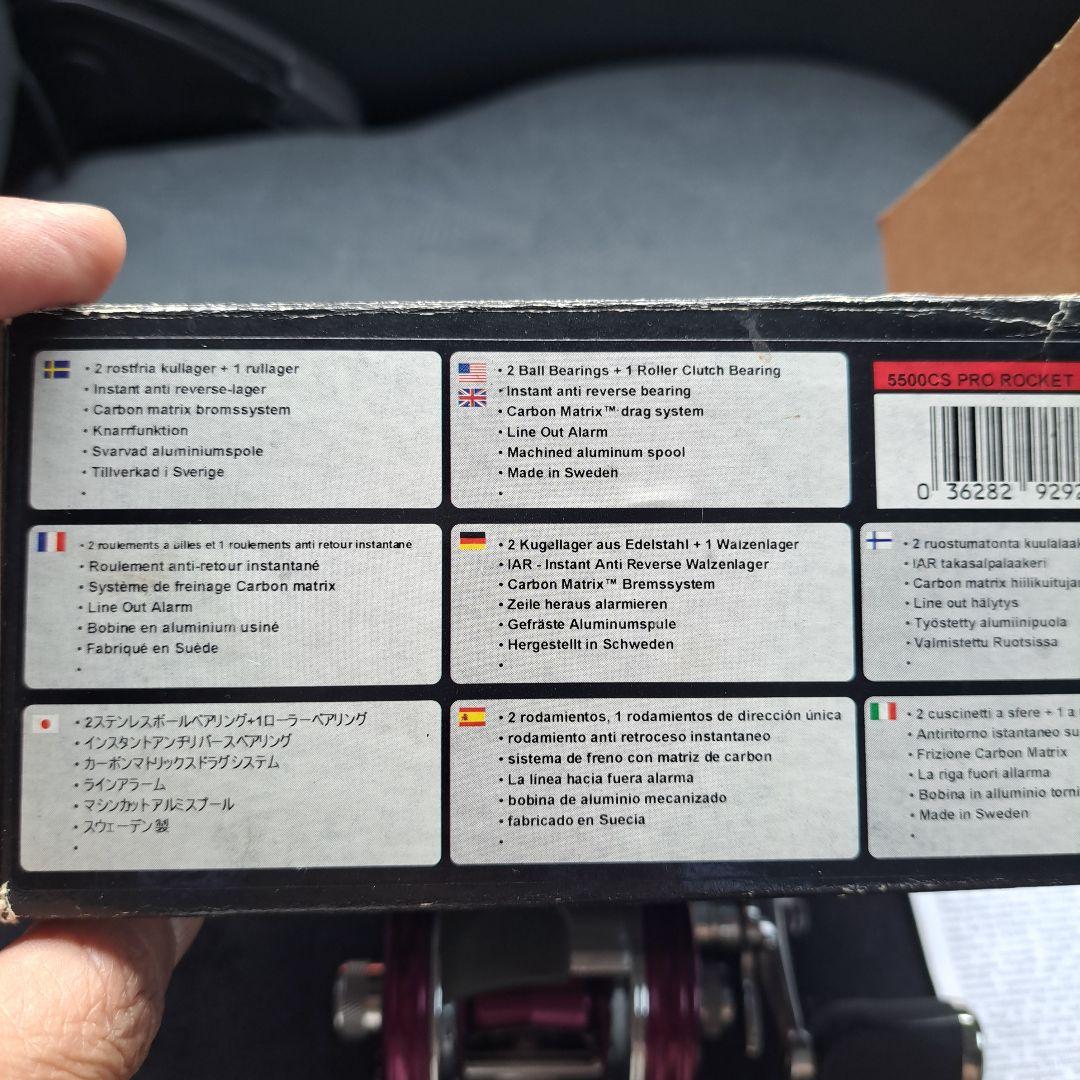 • 2 rostfria kullager + 1 rullager
• Instant anti reverse-lager
• Carbon matrix bromssystem
• Knarrfunktion
• Svarvad aluminiumspole
• Tillverkad i Sverige
•
• 2 Ball Bearings + 1 Roller Clutch Bearing
• Instant anti reverse bearing
• Carbon Matrix™ drag system
• Line Out Alarm
• Machined aluminum spool
• Made in Sweden
•
5500CS PRO ROCKET
0 36282 9292
• 2 roulements a billes et 1 roulements anti retour instantané
• Roulement anti-retour instantané
• Système de freinage Carbon matrix
• Line Out Alarm
• Bobine en aluminium usiné
• Fabriqué en Suède
•
• 2 Kugellager aus Edelstahl + 1 Walzenlager
• IAR - Instant Anti Reverse Walzenlager
• Carbon Matrix™ Bremssystem
• Zeile heraus alarmieren
• Gefräste Aluminumspule
• Hergestellt in Schweden
•
• 2 ruostumatonta
• IAR takasalpalaakeri
• Carbon matrix
• Line out hälytys
• Työstetty alumiinipuola
• Valmistettu Ruotsissa
•
• 2ステンレスボールベアリング+1ローラーベアリング
• インスタントアンチリバースベアリング
• カーボンマトリックスドラグシステム
• ラインアラーム
• マシンカットアルミスプール
• スウェーデン製
•
• 2 rodamientos, 1 rodamientos de dirección única
• rodamiento anti retroceso instantaneo
• sistema de freno con matriz de carbon
• La línea hacia fuera alarma
• bobina de aluminio mecanizado
• fabricado en Suecia
•
• 2 cuscinetti a sfere + 1 a
• Antiritorno istantaneo su
• Frizione Carbon Matrix
• La riga fuori allarma
• Bobina in alluminio torni
• Made in Sweden
•